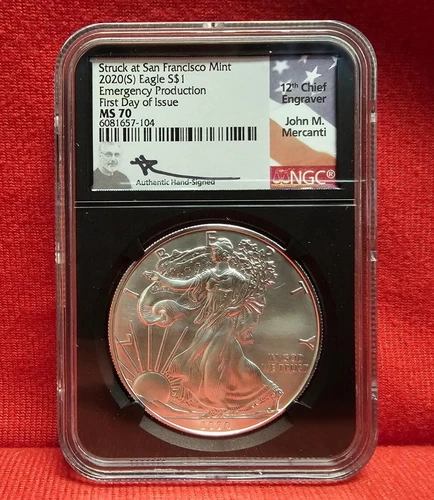 Struck at San Francisco Mint
2020(S) Eagle S$1
Emergency Production
First Day of Issue
MS 70
6081657-104
12th Chief
Engraver
John M.
Mercanti
Authentic Hand-Signed
NGC®
LIBERTY
IN GOD
WE TRUST
2020